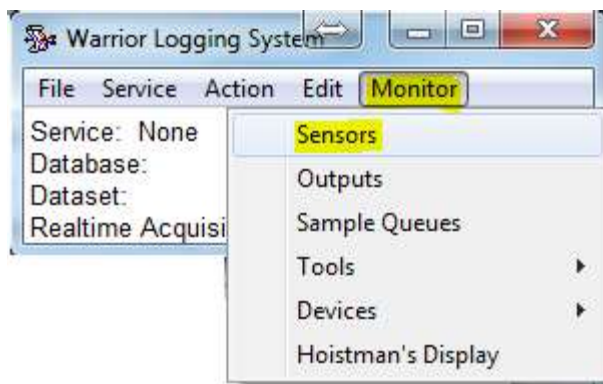 Warrior Logging System
File Service Action Edit Monitor
Service: None
Database:
Dataset:
Realtime Acquisi
Sensors
Outputs
Sample Queues
Tools
Devices
Hoistman's Display